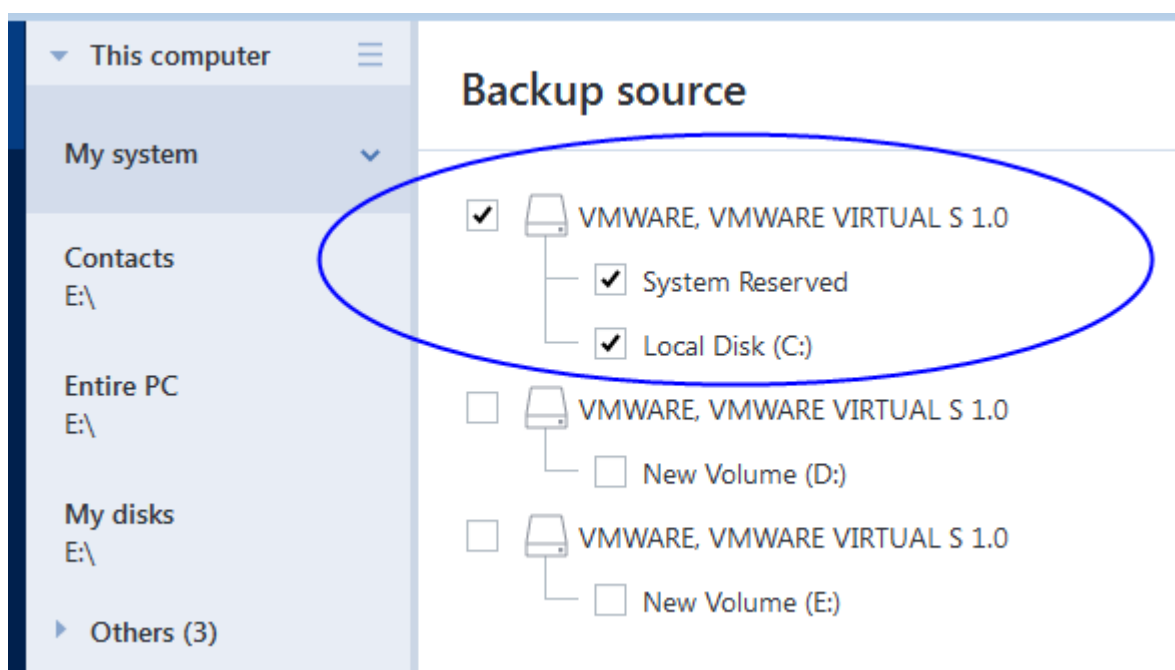 This computer
My system
Contacts
E:\
Entire PC
E:\
My disks
E:\
Others (3)
Backup source
VMWARE, VMWARE VIRTUAL S 1.0
System Reserved
Local Disk (C:)
VMWARE, VMWARE VIRTUAL S 1.0
New Volume (D:)
VMWARE, VMWARE VIRTUAL S 1.0
New Volume (E:)